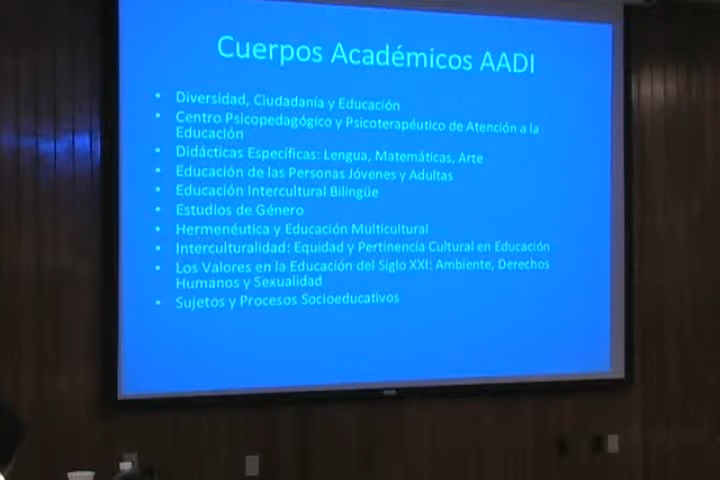 Cuerpos Académicos AADI
• Diversidad, Ciudadanía y Educación
• Centro Psicopedagógico y Psicoterapéutico de Atención a la
Educación
• Didácticas Específicas: Lengua, Matemáticas, Arte
• Educación de las Personas Jóvenes y Adultas
• Educación Intercultural Bilingüe
• Estudios de Género
• Hermenéutica y Educación Multicultural
• Interculturalidad: Equidad y Pertinencia Cultural en Educación
• Los Valores en la Educación del Siglo XXI: Ambiente, Derechos
Humanos y Sexualidad
• Sujetos y Procesos Socioeducativos